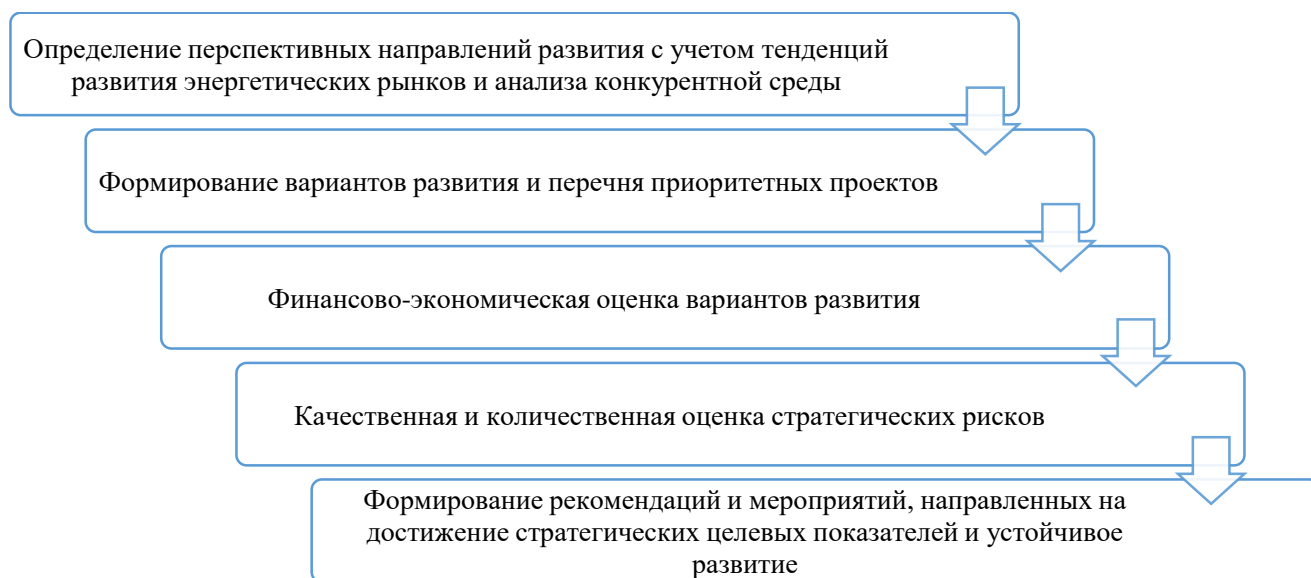 Определение перспективных направлений развития с учетом тенденций
развития энергетических рынков и анализа конкурентной среды
Формирование вариантов развития и перечня приоритетных проектов
Финансово-экономическая оценка вариантов развития
Качественная и количественная оценка стратегических рисков
Формирование рекомендаций и мероприятий, направленных на
достижение стратегических целевых показателей и устойчивое
развитие